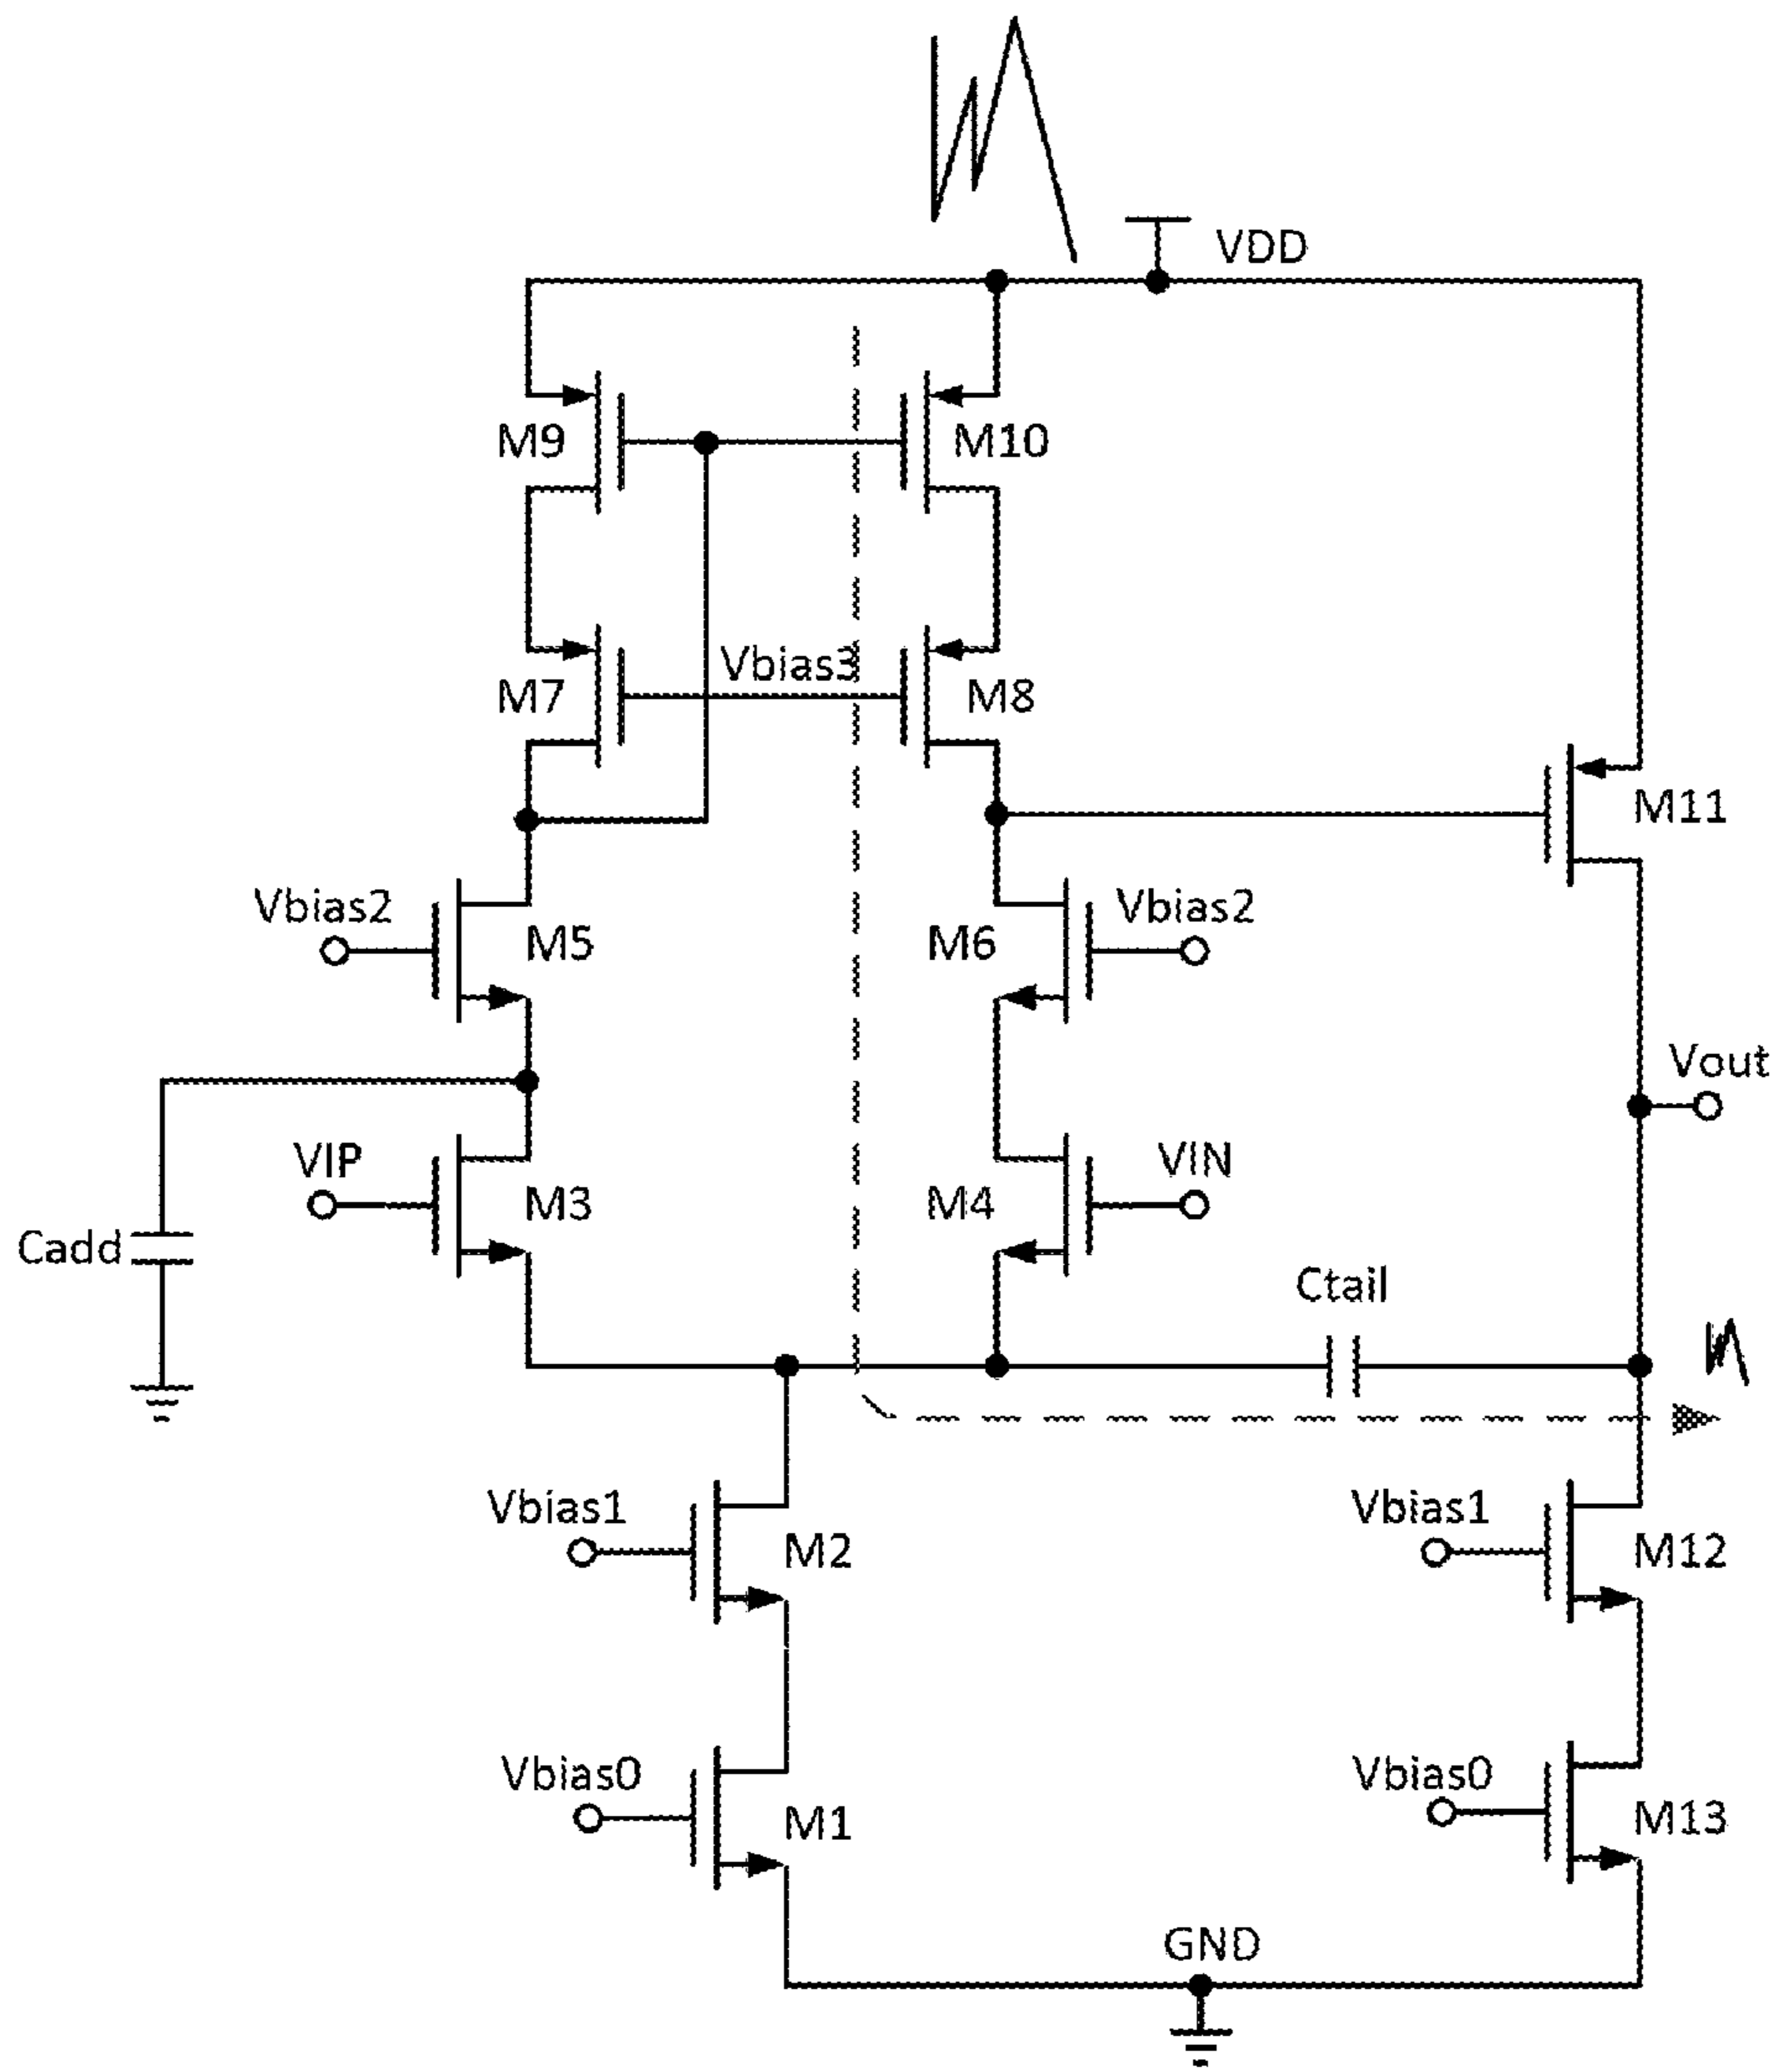 VDD
M9
M10
Vbias3
M7
M8
M11
Vbias2
Vbias2
M5
M6
Vout
VIP
VIN
M3
M4
Cadd
Ctail
Vbias1
Vbias1
M2
M12
Vbias0
Vbias0
M1
M13
GND